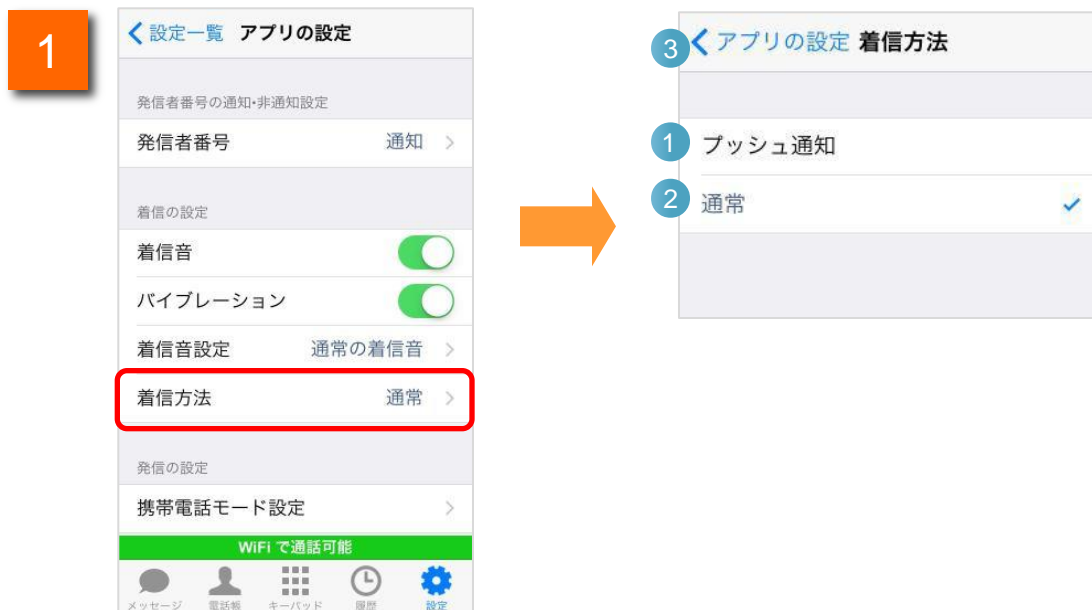 1
設定一覧 アプリの設定
発信者番号の通知・非通知設定
発信者番号 通知
着信の設定
着信音
バイブレーション
着信音設定 通常の着信音
着信方法 通常
発信の設定
携帯電話モード設定
WiFi で通話可能
メッセージ 電話帳 キーパッド 履歴 設定
3 アプリの設定 着信方法
1 プッシュ通知
2 通常